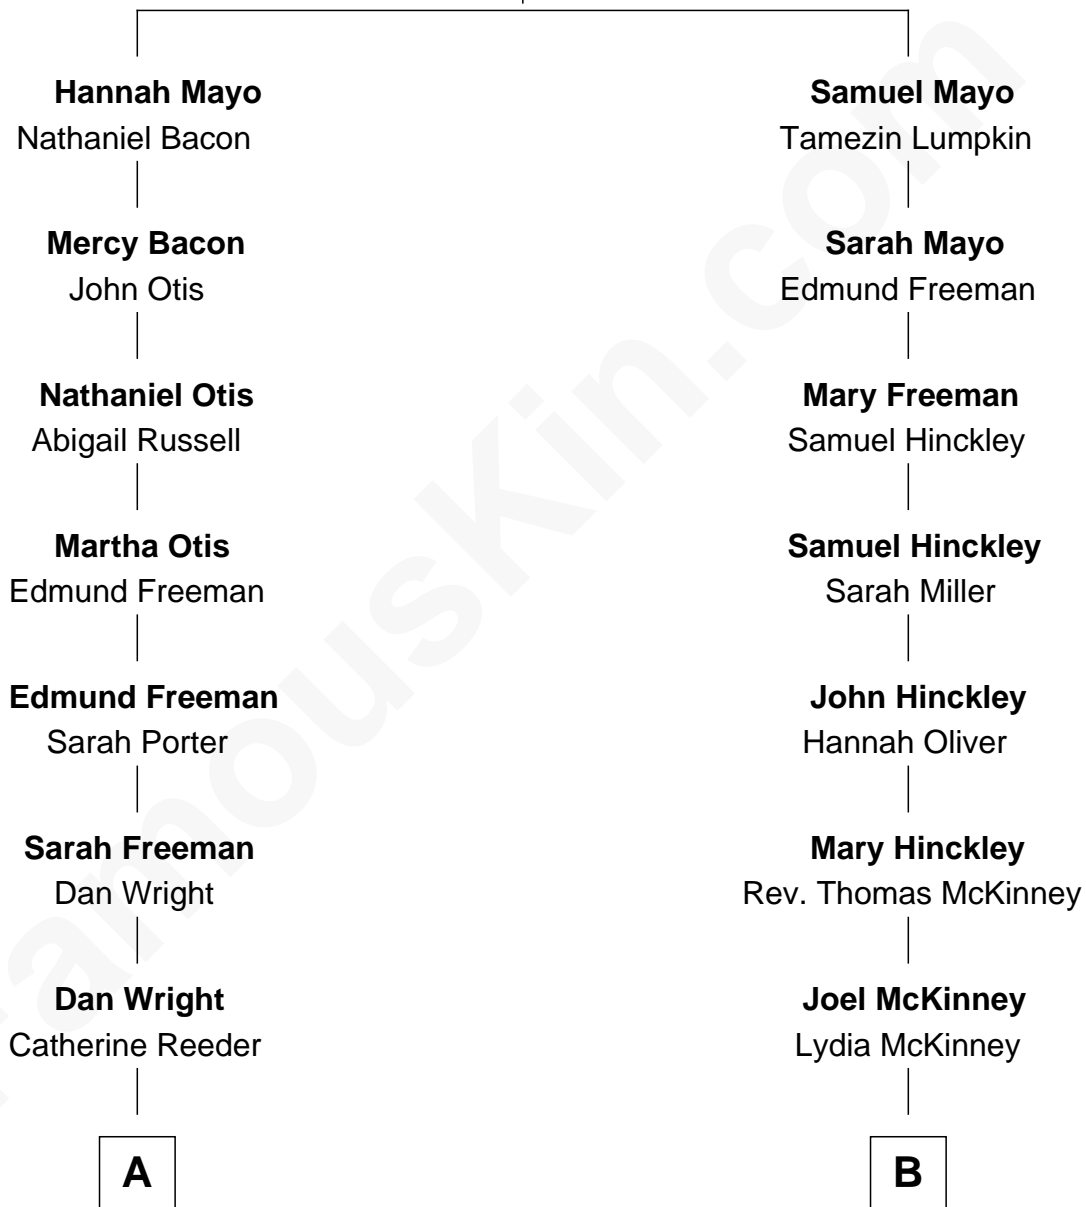 Hannah Mayo
Nathaniel Bacon
Mercy Bacon
John Otis
Nathaniel Otis
Abigail Russell
Martha Otis
Edmund Freeman
Edmund Freeman
Sarah Porter
Sarah Freeman
Dan Wright
Dan Wright
Catherine Reeder
A
Samuel Mayo
Tamezin Lumpkin
Sarah Mayo
Edmund Freeman
Mary Freeman
Samuel Hinckley
Samuel Hinckley
Sarah Miller
John Hinckley
Hannah Oliver
Mary Hinckley
Rev. Thomas McKinney
Joel McKinney
Lydia McKinney
B
FamousKin.com